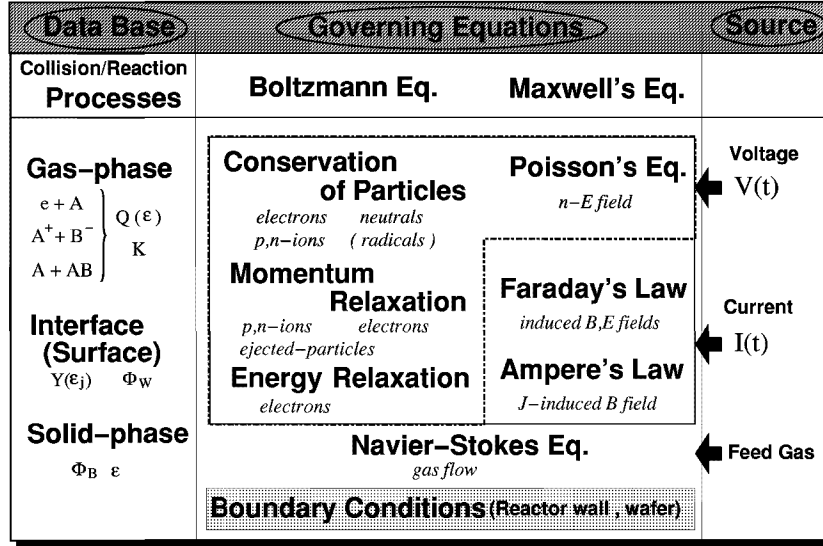 Data Base
Governing Equations
Source
Collision/Reaction
Processes
Boltzmann Eq.
Maxwell's Eq.
Gas-phase
e + A
A⁺ + B⁻
A + AB
Q (ε)
K
Interface
(Surface)
Y(εj) Φw
Solid-phase
ΦB ε
Conservation
of Particles
electrons neutrals
p,n-ions ( radicals )
Momentum
Relaxation
p,n-ions electrons
ejected-particles
Energy Relaxation
electrons
Poisson's Eq.
n-E field
Faraday's Law
induced B,E fields
Ampere's Law
J-induced B field
Navier-Stokes Eq.
gas flow
Boundary Conditions (Reactor wall , wafer)
Voltage
V(t)
Current
I(t)
Feed Gas